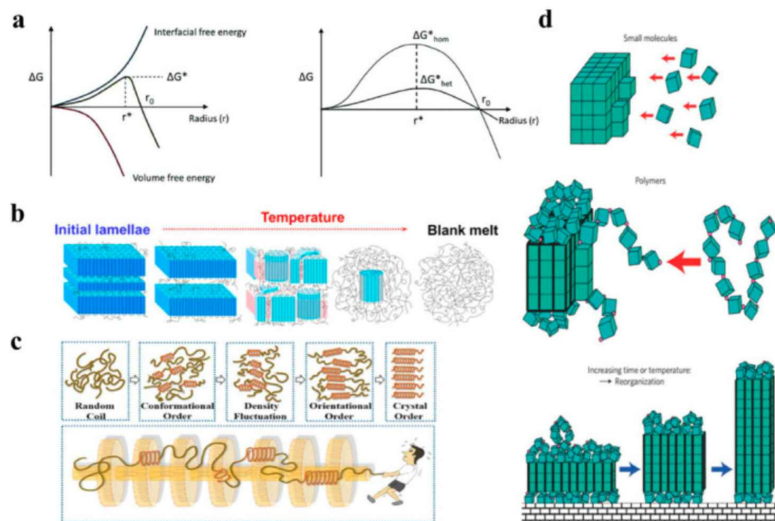 a
Interfacial free energy
ΔG
ΔG*
r₀
r*
Radius (r)
Volume free energy
ΔG*hom
ΔG
ΔG*het
r₀
r*
Radius (r)
b
Initial lamellae
Temperature
Blank melt
c
Random
Coil
Conformational
Order
Density
Fluctuation
Orientational
Order
Crystal
Order
d
Small molecules
Polymers
Increasing time or temperature:
→ Reorganization